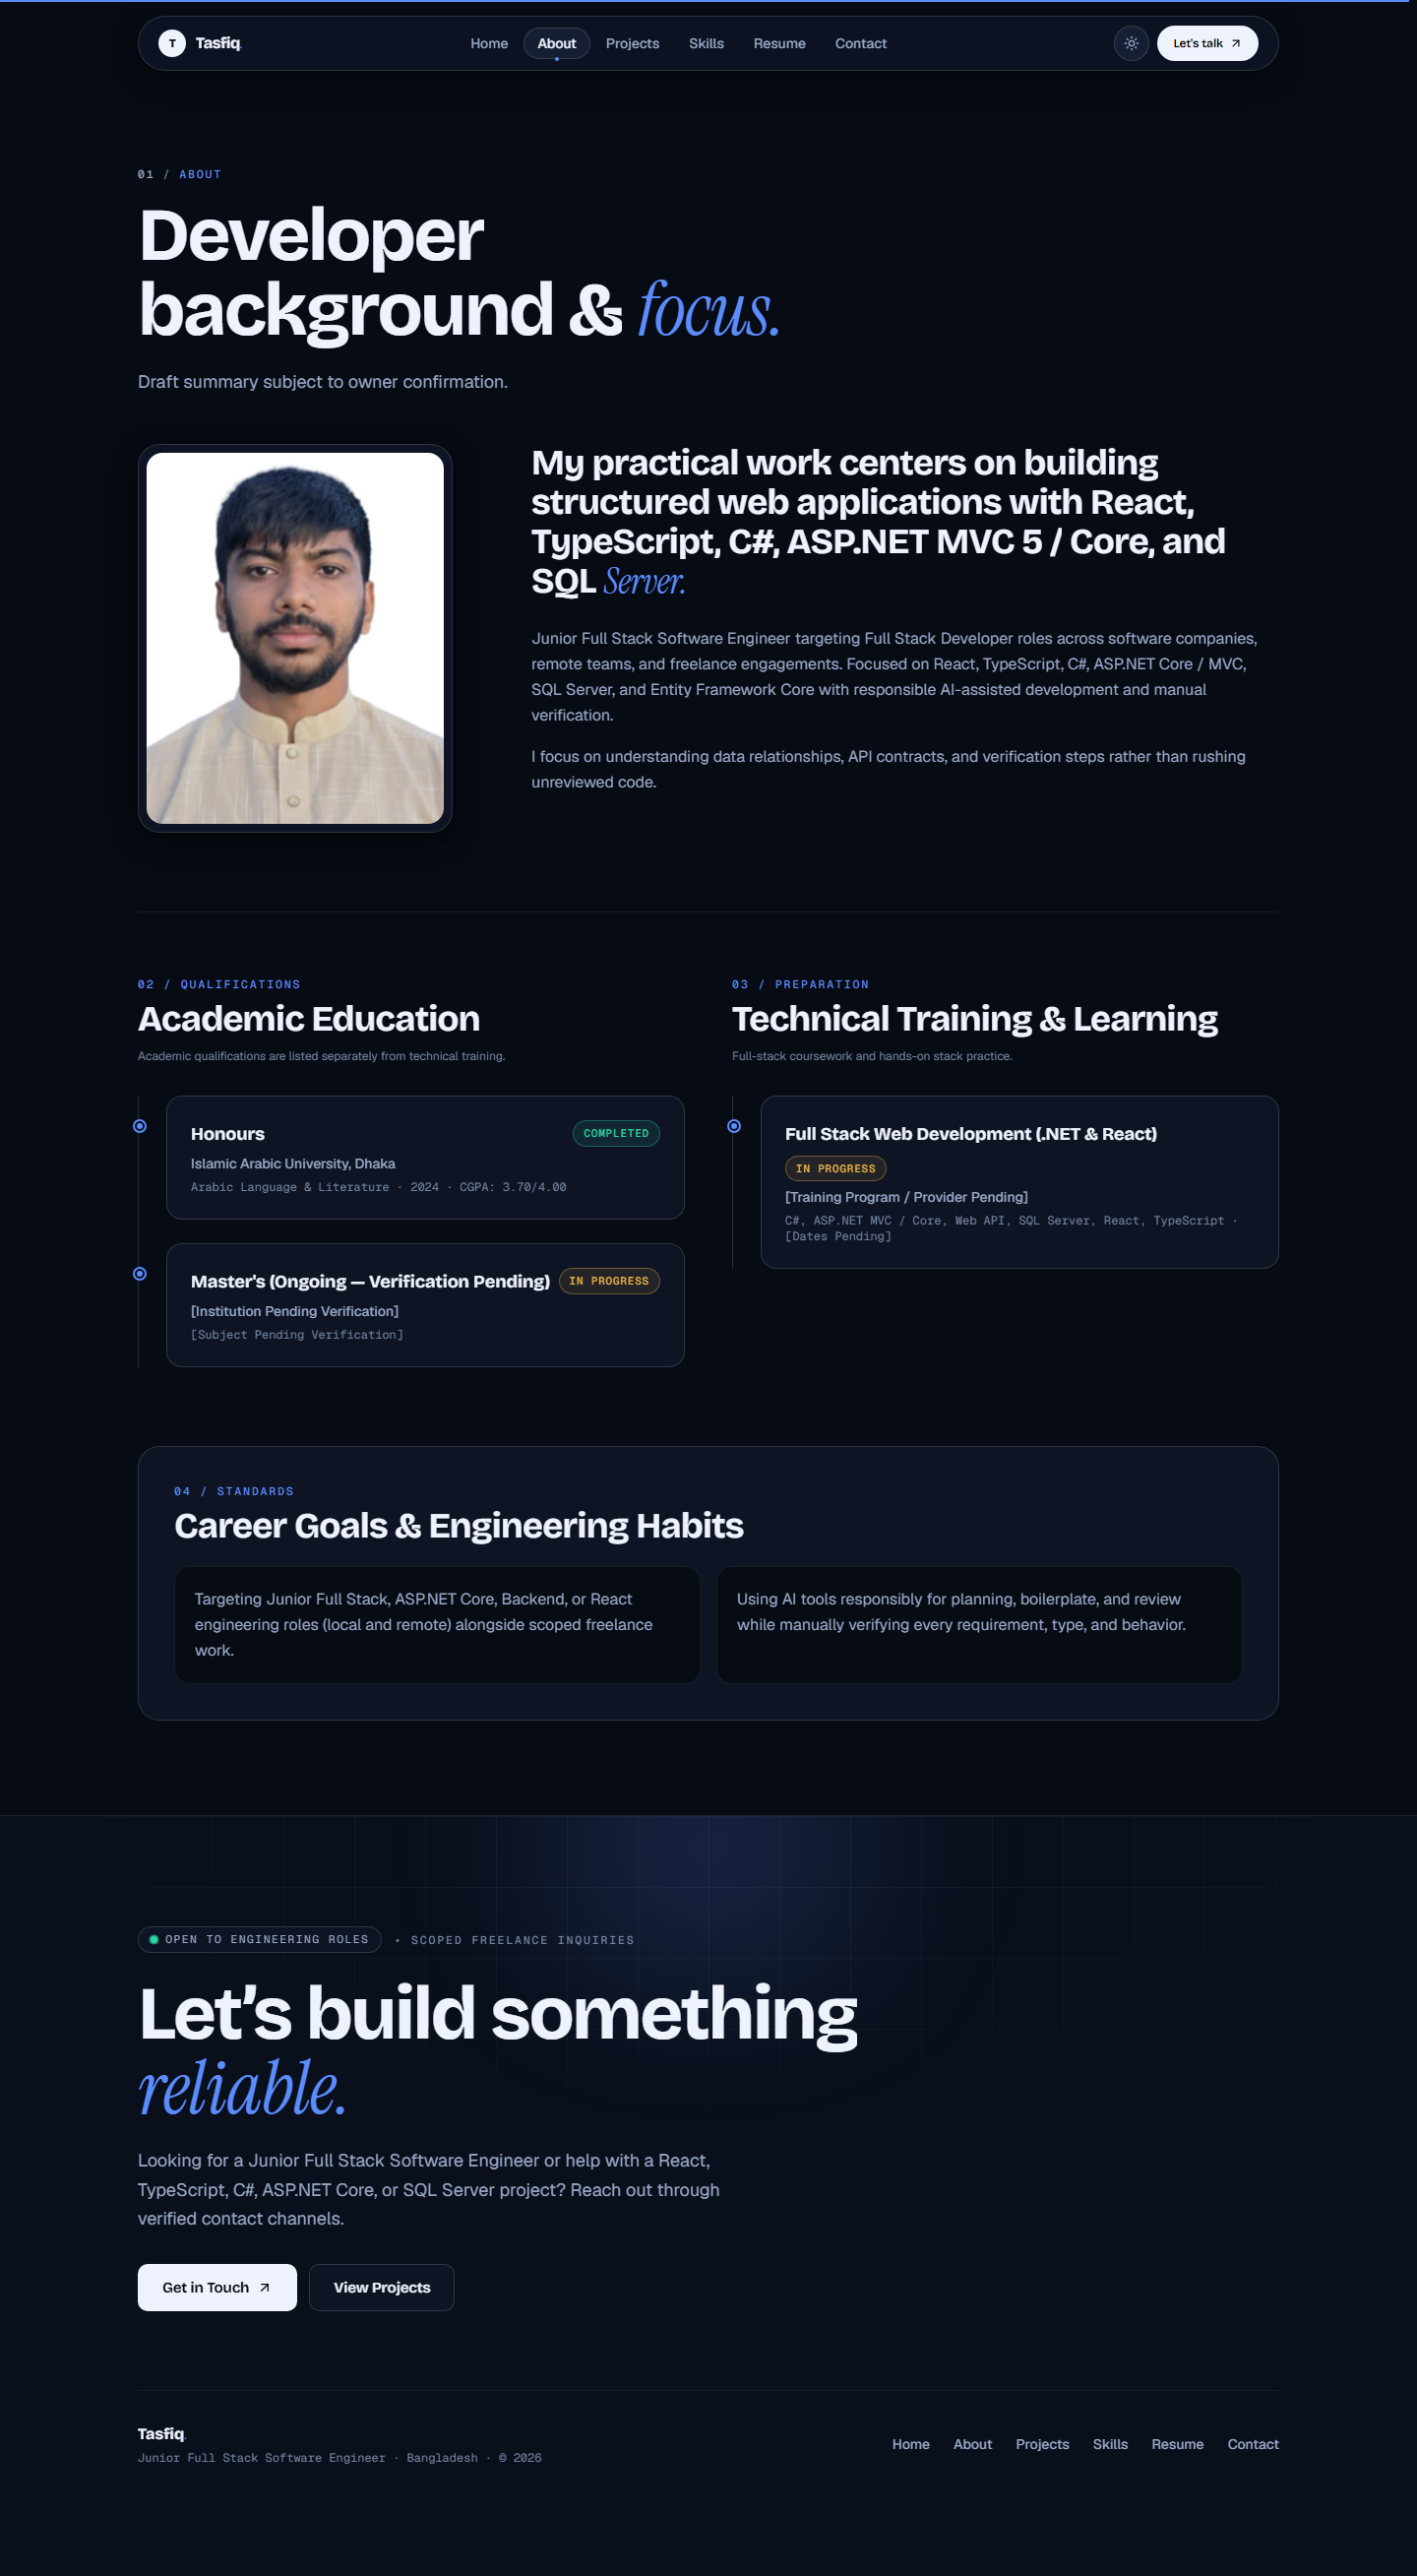 T Tasfiq.
Home About Projects Skills Resume Contact
Let's talk
01 / ABOUT
Developer
background & focus.
Draft summary subject to owner confirmation.
My practical work centers on building
structured web applications with React,
TypeScript, C#, ASP.NET MVC 5 / Core, and
SQL Server.
Junior Full Stack Software Engineer targeting Full Stack Developer roles across software companies,
remote teams, and freelance engagements. Focused on React, TypeScript, C#, ASP.NET Core / MVC,
SQL Server, and Entity Framework Core with responsible AI-assisted development and manual
verification.
I focus on understanding data relationships, API contracts, and verification steps rather than rushing
unreviewed code.
02 / QUALIFICATIONS
Academic Education
Academic qualifications are listed separately from technical training.
Honours
COMPLETED
Islamic Arabic University, Dhaka
Arabic Language & Literature · 2024 · CGPA: 3.70/4.00
Master's (Ongoing — Verification Pending)
IN PROGRESS
[Institution Pending Verification]
[Subject Pending Verification]
03 / PREPARATION
Technical Training & Learning
Full-stack coursework and hands-on stack practice.
Full Stack Web Development (.NET & React)
IN PROGRESS
[Training Program / Provider Pending]
C#, ASP.NET MVC / Core, Web API, SQL Server, React, TypeScript ·
[Dates Pending]
04 / STANDARDS
Career Goals & Engineering Habits
Targeting Junior Full Stack, ASP.NET Core, Backend, or React
engineering roles (local and remote) alongside scoped freelance
work.
Using AI tools responsibly for planning, boilerplate, and review
while manually verifying every requirement, type, and behavior.
OPEN TO ENGINEERING ROLES
• SCOPED FREELANCE INQUIRIES
Let’s build something
reliable.
Looking for a Junior Full Stack Software Engineer or help with a React,
TypeScript, C#, ASP.NET Core, or SQL Server project? Reach out through
verified contact channels.
Get in Touch
View Projects
Tasfiq.
Junior Full Stack Software Engineer · Bangladesh · © 2026
Home About Projects Skills Resume Contact